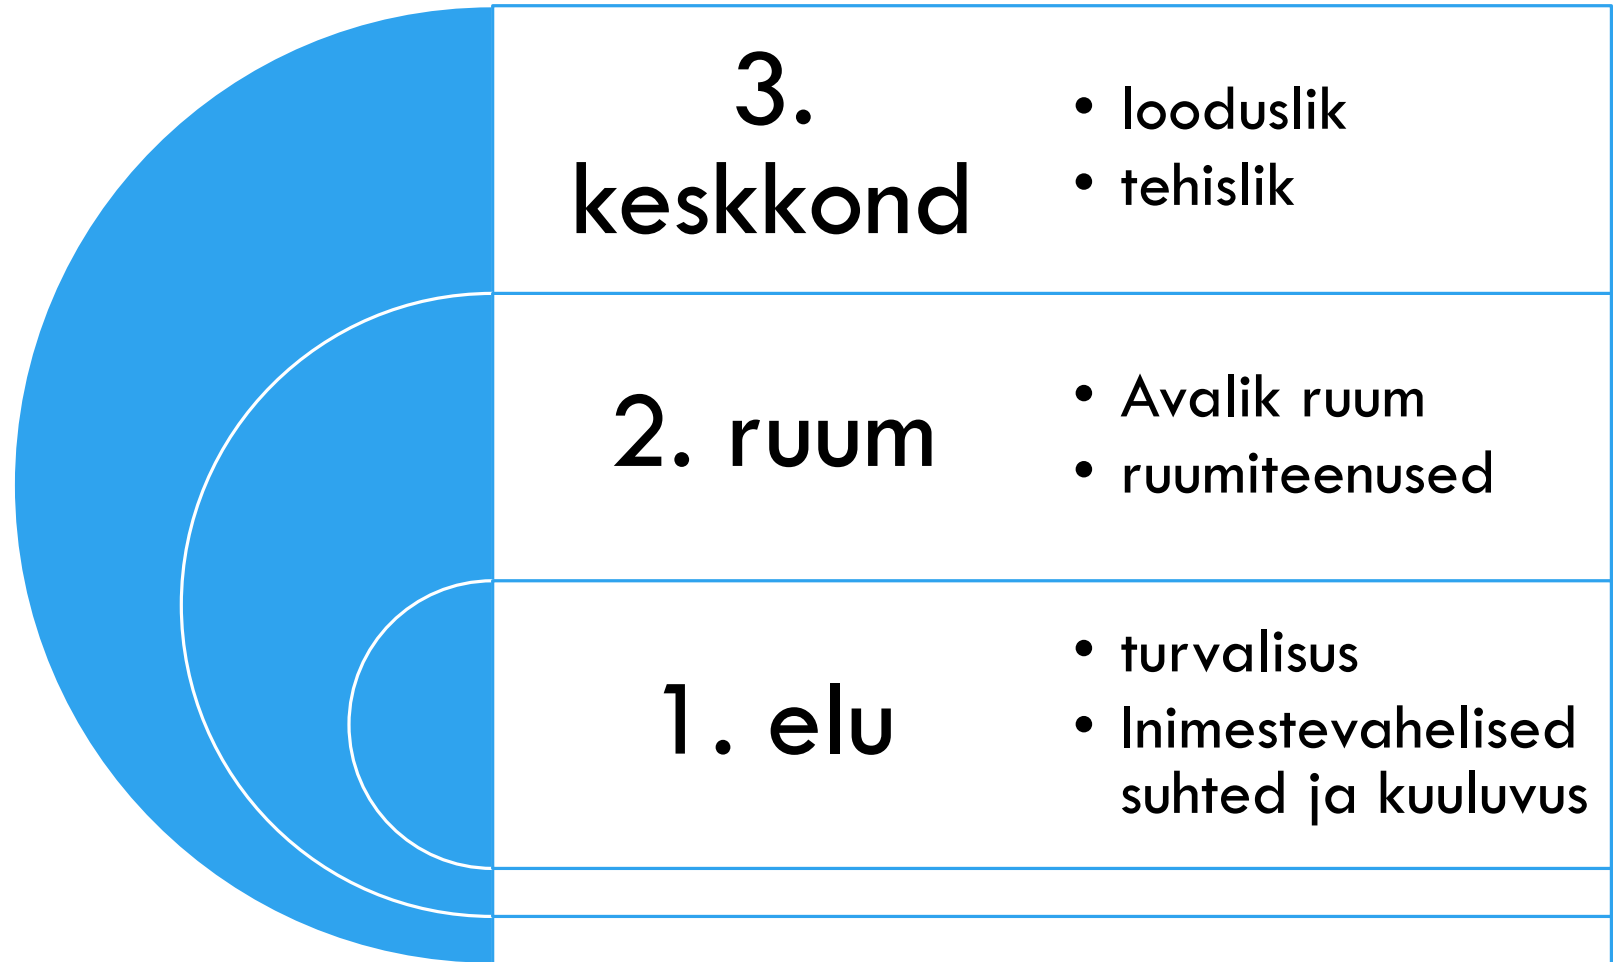 3.
keskkond
• looduslik
• tehislik
2. ruum
• Avalik ruum
• ruumiteenused
1. elu
• turvalisus
• Inimestevahelised
suhted ja kuuluvus